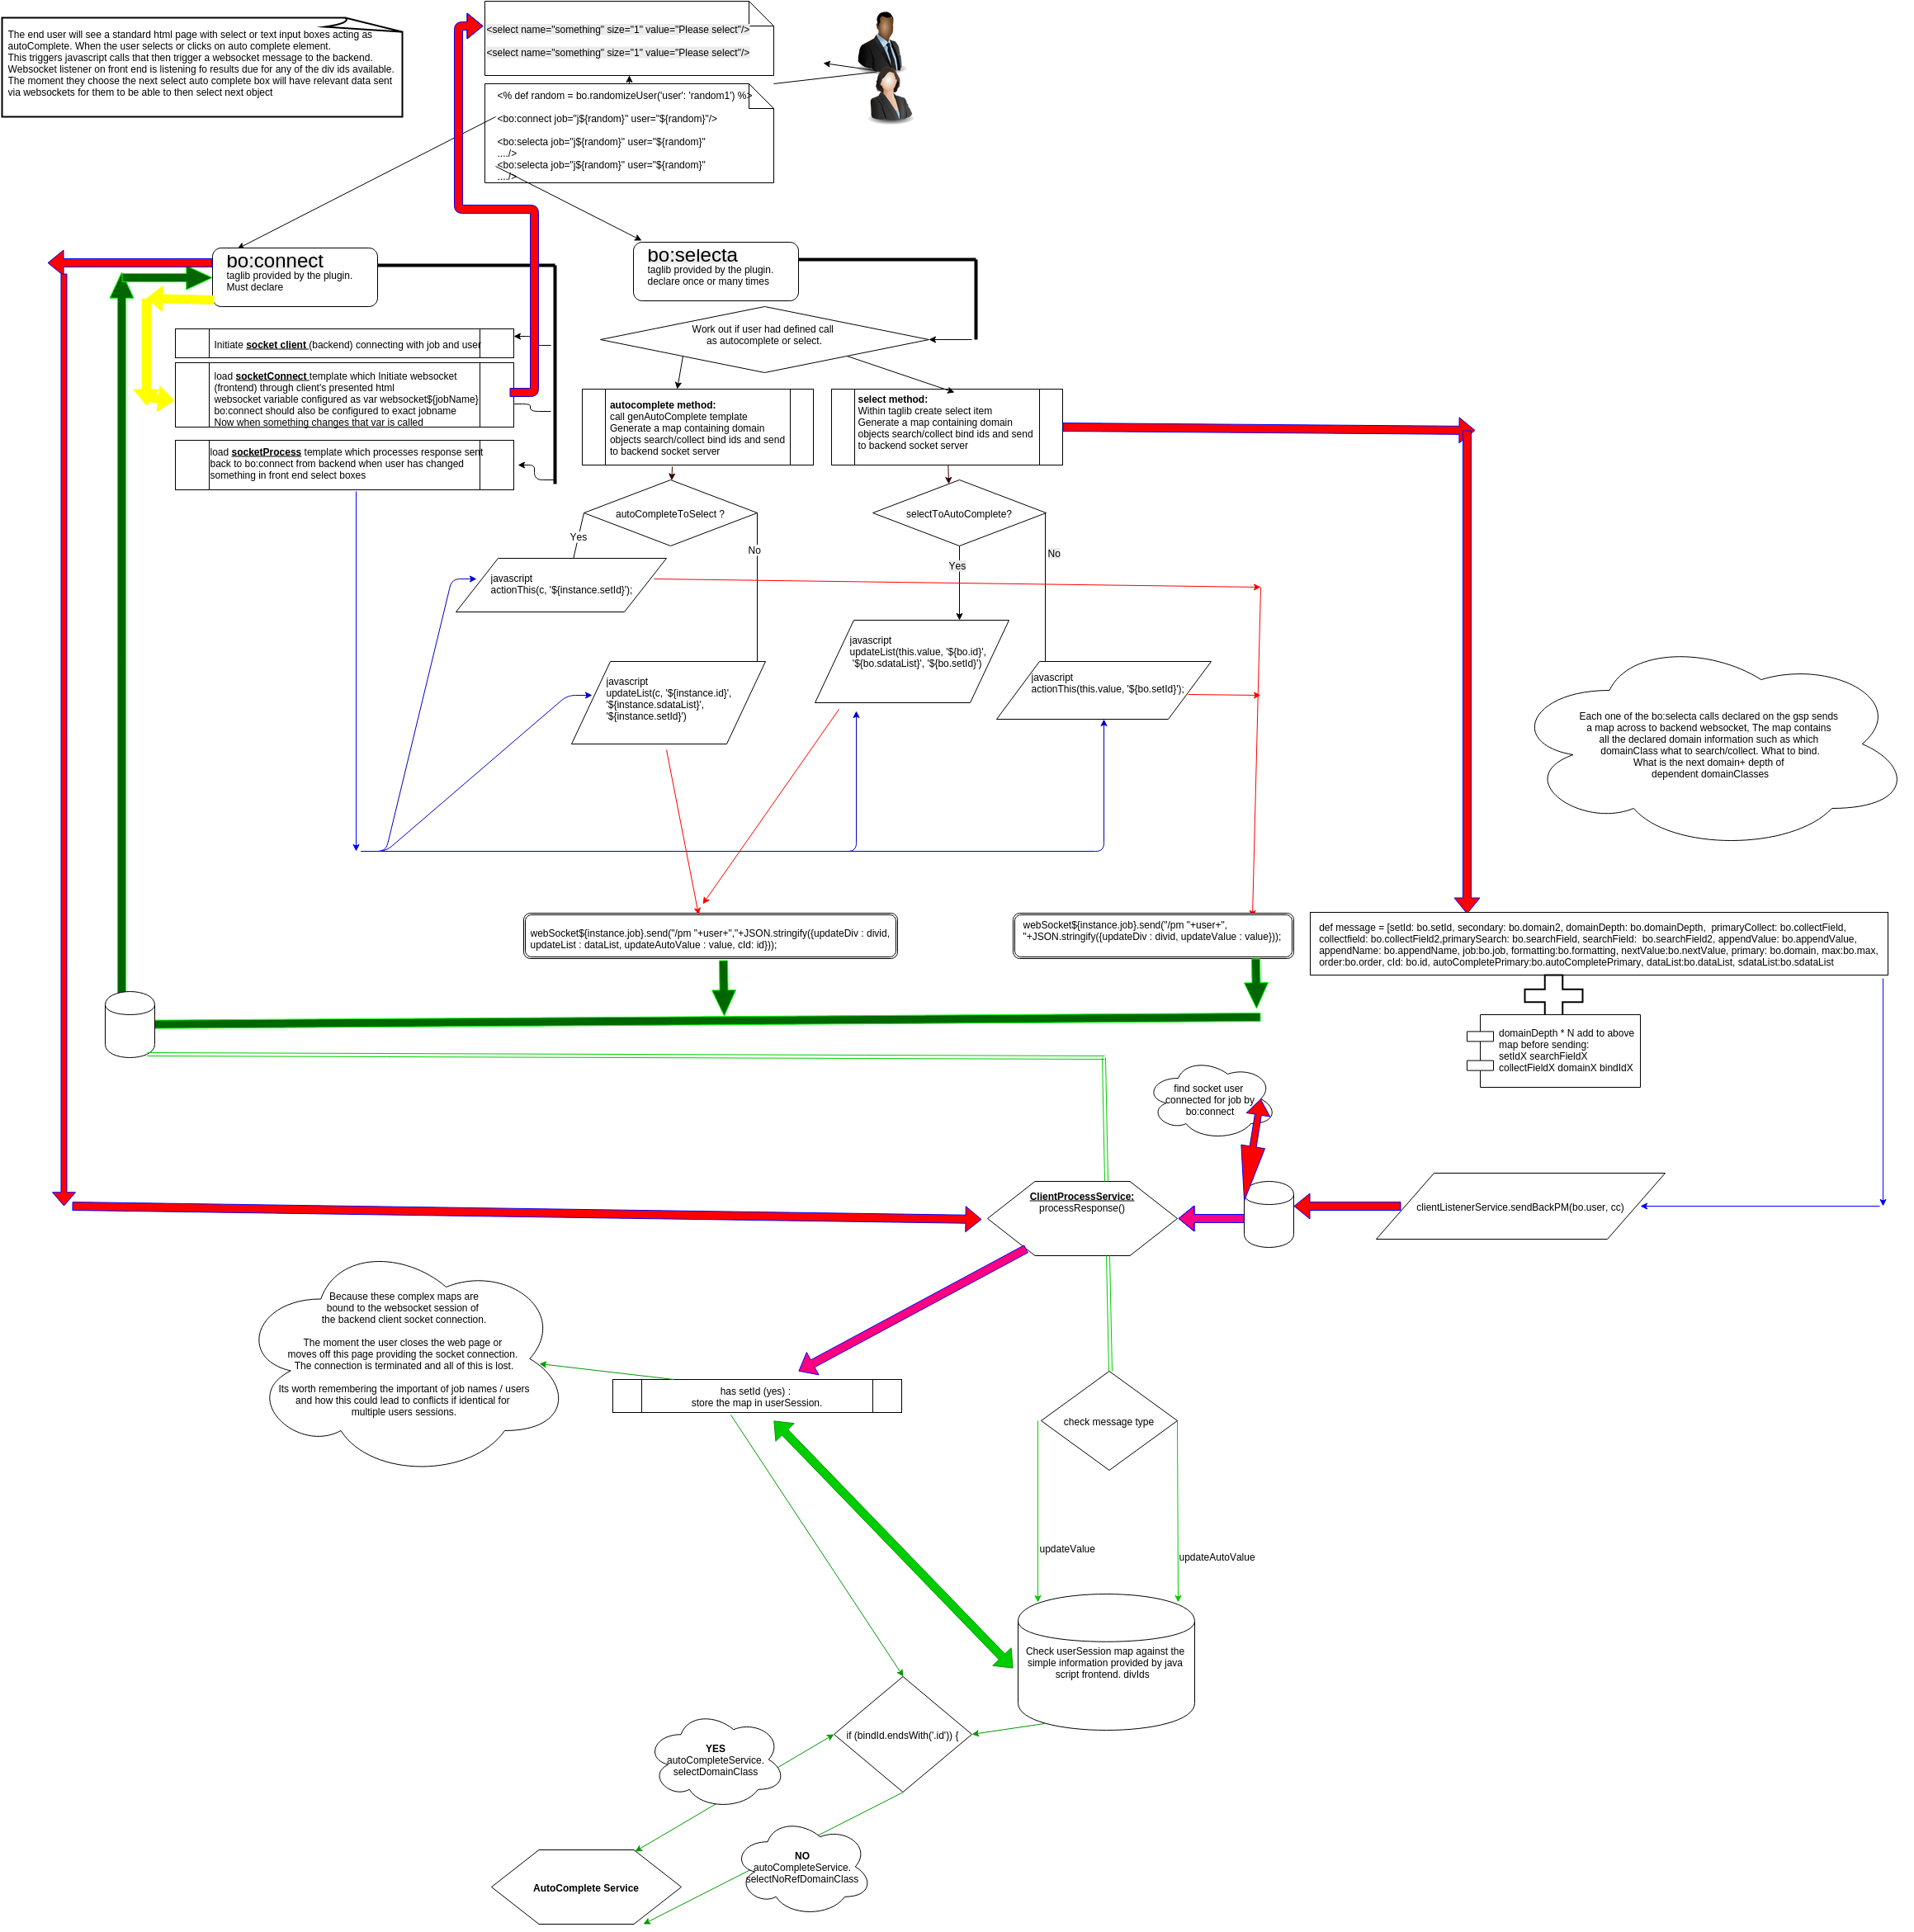 The end user will see a standard html page with select or text input boxes acting as
autoComplete. When the user selects or clicks on auto complete element.
This triggers javascript calls that then trigger a websocket message to the backend.
Websocket listener on front end is listening fo results due for any of the div ids available.
The moment they choose the next select auto complete box will have relevant data sent
via websockets for them to be able to then select next object
<select name="something" size="1" value="Please select"/>
<select name="something" size="1" value="Please select"/>
<% def random = bo.randomizeUser('user': 'random1') %>
<bo:connect job="j${random}" user="${random}"/>
<bo:selecta job="j${random}" user="${random}"
..../>
<bo:selecta job="j${random}" user="${random}"
..../>
bo:connect
taglib provided by the plugin.
Must declare
bo:selecta
taglib provided by the plugin.
declare once or many times
Initiate socket client (backend) connecting with job and user
load socketConnect template which Initiate websocket
(frontend) through client's presented html
websocket variable configured as var websocket${jobName}
bo:connect should also be configured to exact jobname
Now when something changes that var is called
load socketProcess template which processes response sent
back to bo:connect from backend when user has changed
something in front end select boxes
Work out if user had defined call
as autocomplete or select.
autocomplete method:
call genAutoComplete template
Generate a map containing domain
objects search/collect bind ids and send
to backend socket server
select method:
Within taglib create select item
Generate a map containing domain
objects search/collect bind ids and send
to backend socket server
autoCompleteToSelect ?
selectToAutoComplete?
Yes
No
Yes
No
javascript
actionThis(c, '${instance.setId}');
javascript
updateList(c, '${instance.id}',
'${instance.sdataList}',
'${instance.setId}')
javascript
updateList(this.value, '${bo.id}',
'${bo.sdataList}', '${bo.setId}')
javascript
actionThis(this.value, '${bo.setId}');
Each one of the bo:selecta calls declared on the gsp sends
a map across to backend websocket, The map contains
all the declared domain information such as which
domainClass what to search/collect. What to bind.
What is the next domain+ depth of
dependent domainClasses
webSocket${instance.job}.send("/pm "+user+","+JSON.stringify({updateDiv : divid,
updateList : dataList, updateAutoValue : value, cId: id}));
webSocket${instance.job}.send("/pm "+user+",
"+JSON.stringify({updateDiv : divid, updateValue : value}));
def message = [setId: bo.setId, secondary: bo.domain2, domainDepth: bo.domainDepth,  primaryCollect: bo.collectField,
collectfield: bo.collectField2,primarySearch: bo.searchField, searchField:  bo.searchField2, appendValue: bo.appendValue,
appendName: bo.appendName, job:bo.job, formatting:bo.formatting, nextValue:bo.nextValue, primary: bo.domain, max:bo.max,
order:bo.order, cId: bo.id, autoCompletePrimary:bo.autoCompletePrimary, dataList:bo.dataList, sdataList:bo.sdataList
domainDepth * N add to above
map before sending:
setIdX searchFieldX
collectFieldX domainX bindIdX
find socket user
connected for job by
bo:connect
ClientProcessService:
processResponse()
clientListenerService.sendBackPM(bo.user, cc)
Because these complex maps are
bound to the websocket session of
the backend client socket connection.
The moment the user closes the web page or
moves off this page providing the socket connection.
The connection is terminated and all of this is lost.
Its worth remembering the important of job names / users
and how this could lead to conflicts if identical for
multiple users sessions.
has setId (yes) :
store the map in userSession.
check message type
updateValue
updateAutoValue
Check userSession map against the
simple information provided by java
script frontend. divIds
if (bindId.endsWith('.id')) {
YES
autoCompleteService.
selectDomainClass
NO
autoCompleteService.
selectNoRefDomainClass
AutoComplete Service